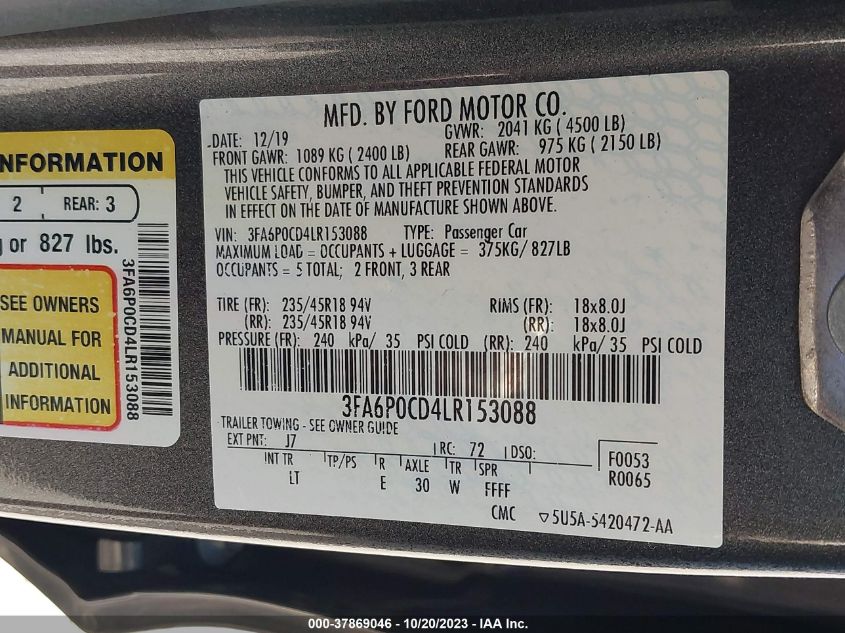 INFORMATION
2 REAR: 3
or 827 lbs.
SEE OWNERS
MANUAL FOR
ADDITIONAL
INFORMATION
3FA6P0CD4LR153088
MFD. BY FORD MOTOR CO.
DATE: 12/19 GVWR: 2041 KG ( 4500 LB)
FRONT GAWR: 1089 KG ( 2400 LB) REAR GAWR: 975 KG ( 2150 LB)
THIS VEHICLE CONFORMS TO ALL APPLICABLE FEDERAL MOTOR
VEHICLE SAFETY, BUMPER, AND THEFT PREVENTION STANDARDS
IN EFFECT ON THE DATE OF MANUFACTURE SHOWN ABOVE.
VIN: 3FA6P0CD4LR153088 TYPE: Passenger Car
MAXIMUM LOAD = OCCUPANTS + LUGGAGE = 375KG/ 827LB
OCCUPANTS = 5 TOTAL; 2 FRONT, 3 REAR
TIRE (FR): 235/45R18 94V RIMS (FR): 18x8.0J
(RR): 235/45R18 94V (RR): 18x8.0J
PRESSURE (FR): 240 kPa/ 35 PSI COLD (RR): 240 kPa/ 35 PSI COLD
3FA6P0CD4LR153088
TRAILER TOWING - SEE OWNER GUIDE
EXT PNT: J7 RC: 72 DSO: F0053
INT TR TP/PS R AXLE TR SPR R0065
LT E 30 W FFFF
CMC ▽5U5A-5420472-AA
000-37869046 | 10/20/2023 | IAA Inc.